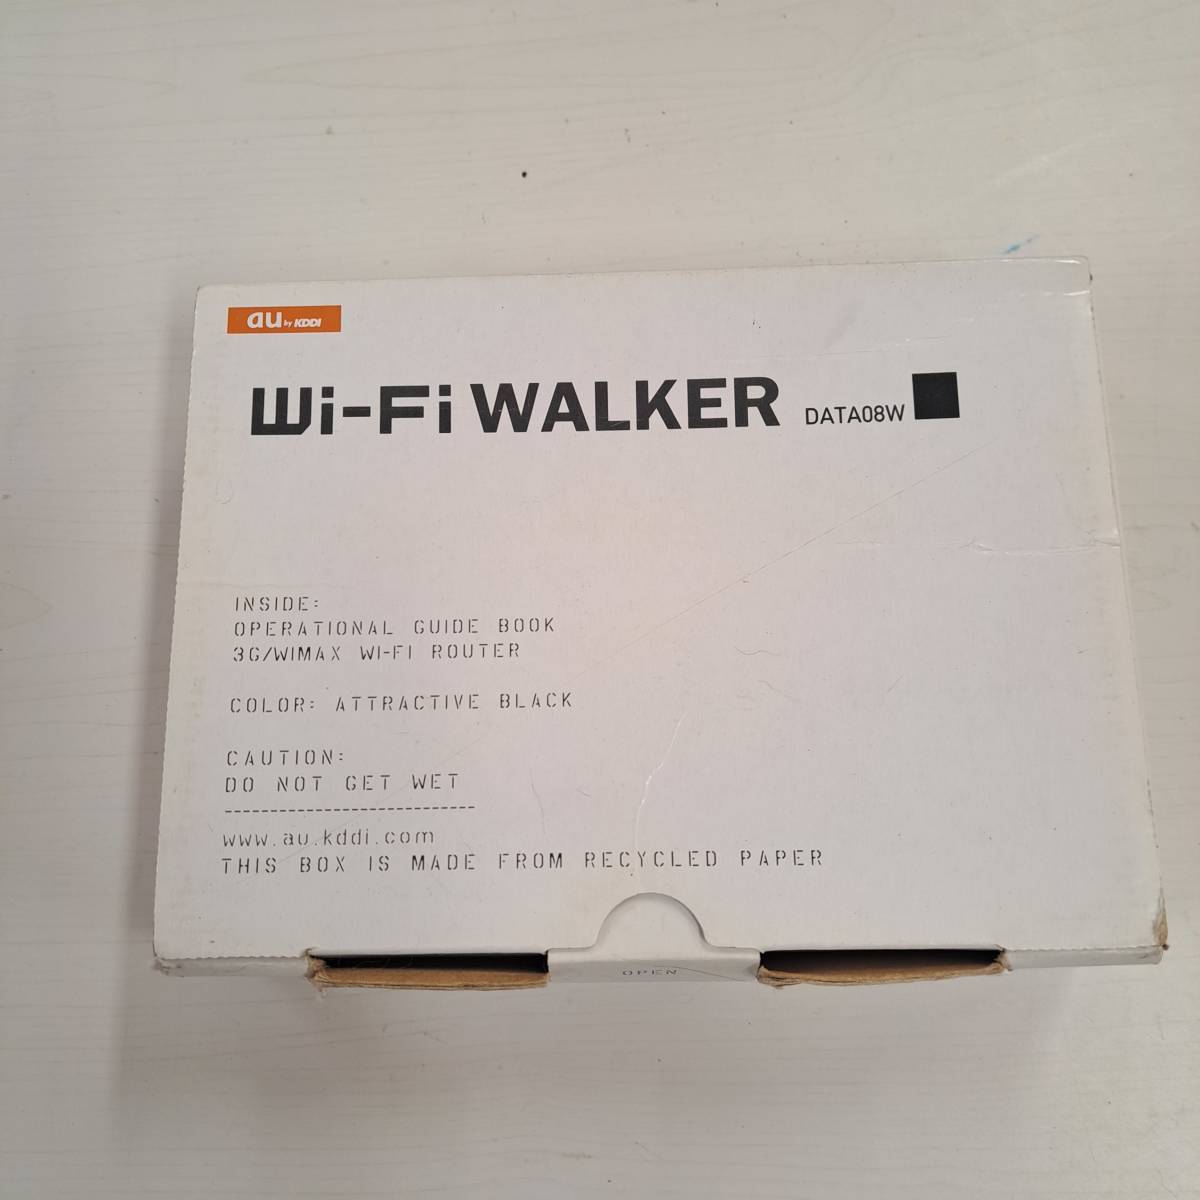 au by KDDI
Wi-Fi WALKER DATA08W
INSIDE:
OPERATIONAL GUIDE BOOK
3G/WIMAX WI-FI ROUTER
COLOR: ATTRACTIVE BLACK
CAUTION:
DO NOT GET WET
---------------------------
www.au.kddi.com
THIS BOX IS MADE FROM RECYCLED PAPER
OPEN